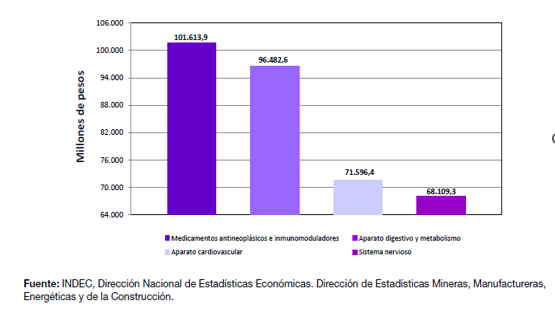 106.000
100.000
94.000
88.000
82.000
76.000
70.000
64.000
Millones de pesos
101.613,9
96.482,6
71.596,4
68.109,3
Medicamentos antineoplásicos e inmunomoduladores
Aparato digestivo y metabolismo
Aparato cardiovascular
Sistema nervioso
Fuente: INDEC, Dirección Nacional de Estadísticas Económicas. Dirección de Estadísticas Mineras, Manufactureras,
Energéticas y de la Construcción.